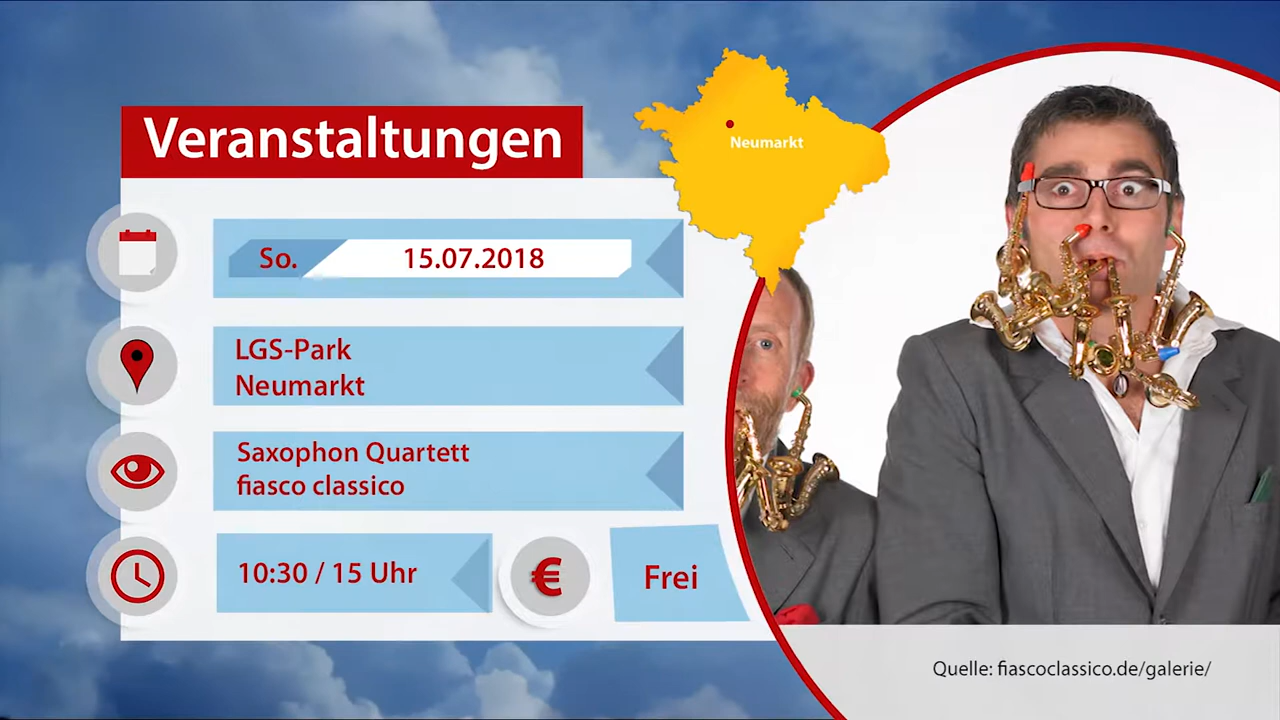 Veranstaltungen
Neumarkt
So. 15.07.2018
LGS-Park
Neumarkt
Saxophon Quartett
fiasco classico
10:30 / 15 Uhr
€
Frei
Quelle: fiascoclassico.de/galerie/